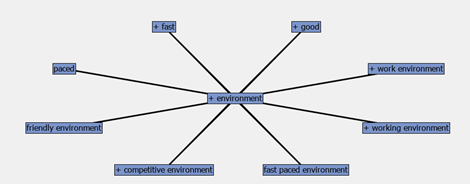 + fast
+ good
paced
+ work environment
+ environment
friendly environment
+ working environment
+ competitive environment
fast paced environment